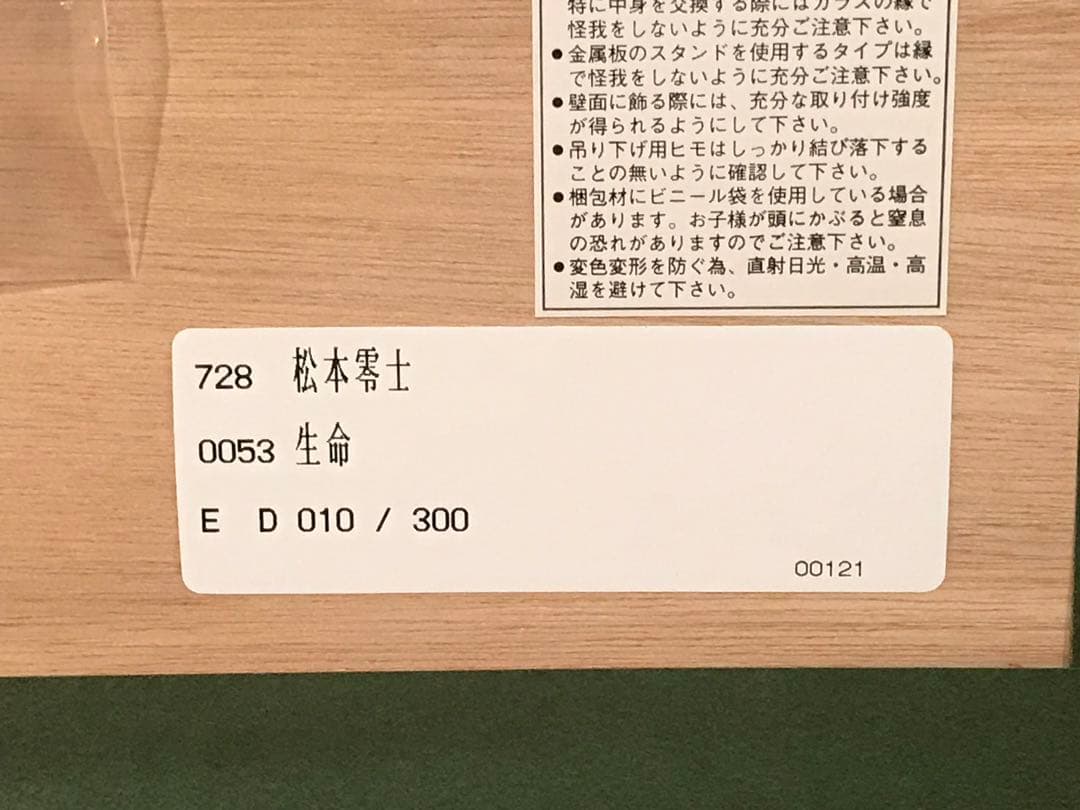 特に中身を交換する際にはガラスの縁で
怪我をしないように充分ご注意下さい。
●金属板のスタンドを使用するタイプは縁
で怪我をしないように充分ご注意下さい。
●壁面に飾る際には、充分な取り付け強度
が得られるようにして下さい。
●吊り下げ用ヒモはしっかり結び落下する
ことの無いように確認して下さい。
●梱包材にビニール袋を使用している場合
があります。お子様が頭にかぶると窒息
の恐れがありますのでご注意下さい。
●変色変形を防ぐ為、直射日光・高温・高
湿を避けて下さい。
728 松本零士
0053 生命
E D 010 / 300
00121